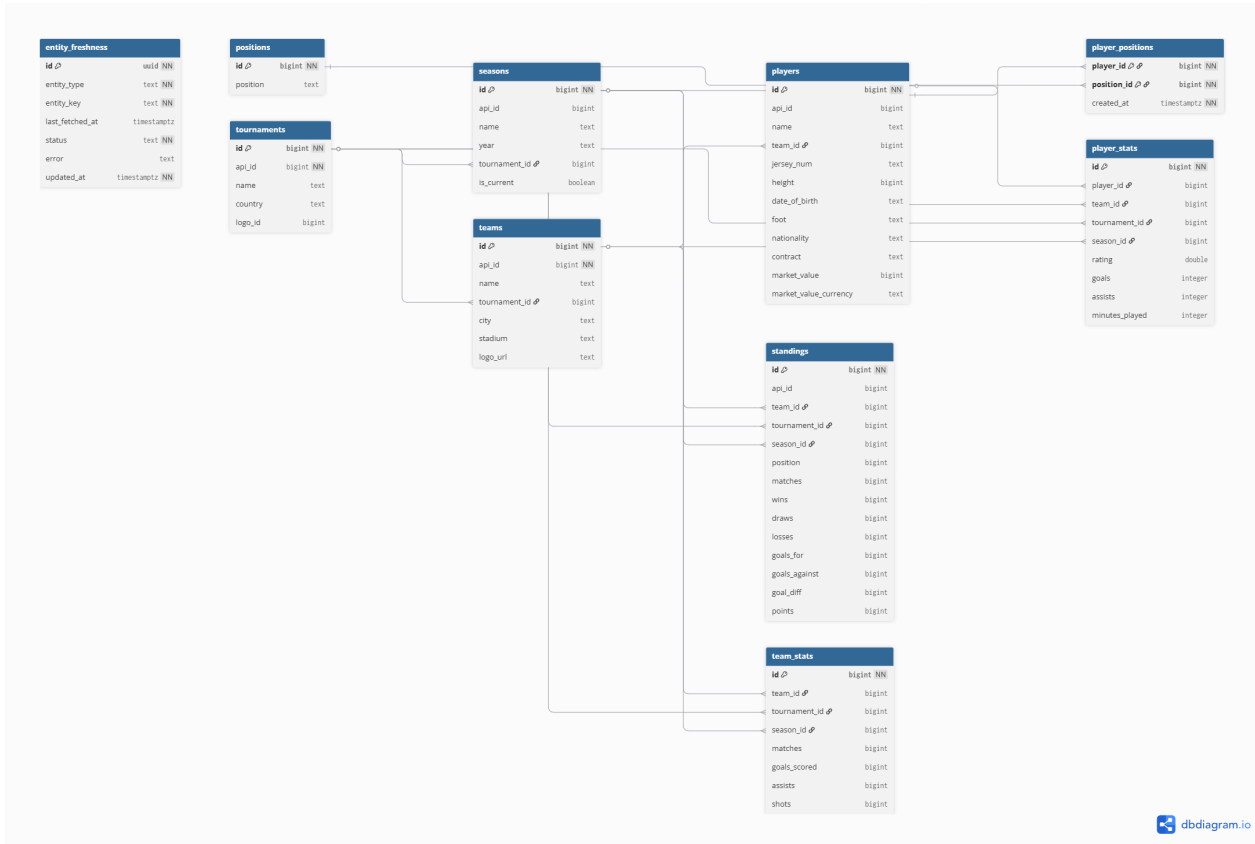 entity_freshness
id uuid NN
entity_type text NN
entity_key text NN
last_fetched_at timestamptz
status text NN
error text
updated_at timestamptz NN
positions
id bigint NN
position text
tournaments
id bigint NN
api_id bigint NN
name text
country text
logo_id bigint
seasons
id bigint NN
api_id bigint
name text
year text
tournament_id bigint
is_current boolean
teams
id bigint NN
api_id bigint NN
name text
tournament_id bigint
city text
stadium text
logo_url text
players
id bigint NN
api_id bigint
name text
team_id bigint
jersey_num text
height bigint
date_of_birth text
foot text
nationality text
contract text
market_value bigint
market_value_currency text
standings
id bigint NN
api_id bigint
team_id bigint
tournament_id bigint
season_id bigint
position bigint
matches bigint
wins bigint
draws bigint
losses bigint
goals_for bigint
goals_against bigint
goal_diff bigint
points bigint
team_stats
id bigint NN
team_id bigint
tournament_id bigint
season_id bigint
matches bigint
goals_scored bigint
assists bigint
shots bigint
player_positions
player_id bigint NN
position_id bigint NN
created_at timestamptz NN
player_stats
id bigint NN
player_id bigint
team_id bigint
tournament_id bigint
season_id bigint
rating double
goals integer
assists integer
minutes_played integer
dbdiagram.io